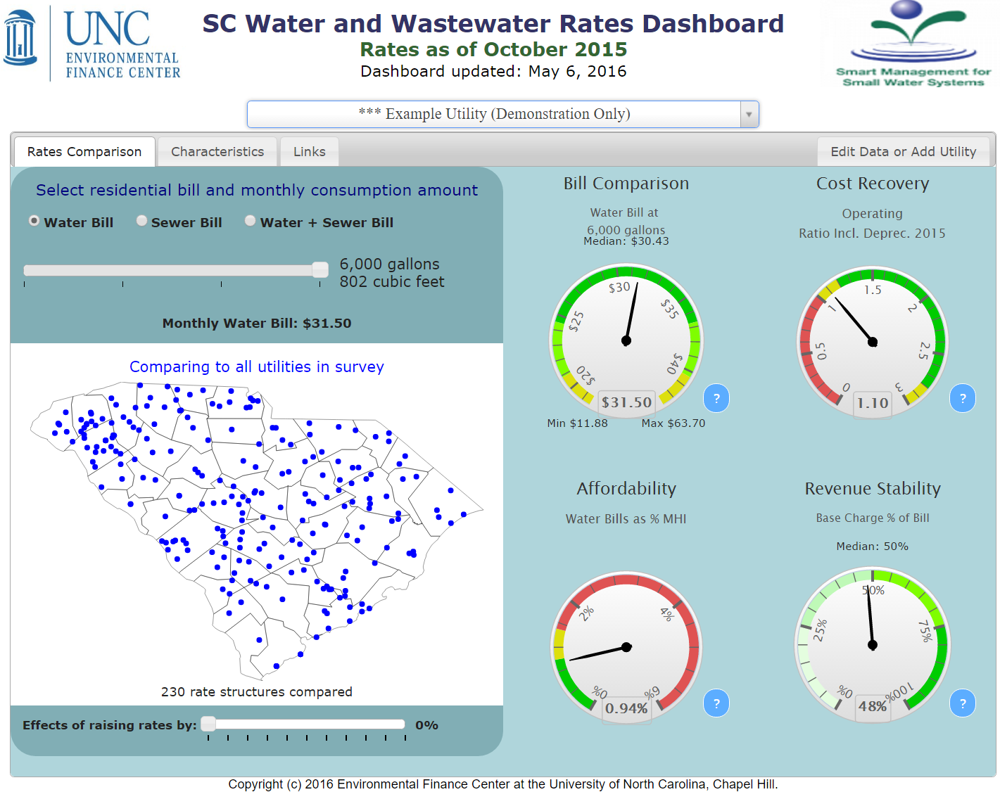 UNC
ENVIRONMENTAL
FINANCE CENTER
SC Water and Wastewater Rates Dashboard
Rates as of October 2015
Dashboard updated: May 6, 2016
Smart Management for
Small Water Systems
*** Example Utility (Demonstration Only)
Rates Comparison
Characteristics
Links
Edit Data or Add Utility
Select residential bill and monthly consumption amount
Water Bill
Sewer Bill
Water + Sewer Bill
6,000 gallons
802 cubic feet
Monthly Water Bill: $31.50
Comparing to all utilities in survey
230 rate structures compared
Effects of raising rates by:
0%
Bill Comparison
Water Bill at
6,000 gallons
Median: $30.43
$20
$25
$30
$35
$40
$31.50
Min $11.88
Max $63.70
?
Cost Recovery
Operating
Ratio Incl. Deprec. 2015
0
0.5
1
1.5
2
2.5
3
1.10
?
Affordability
Water Bills as % MHI
0%
2%
4%
6%
0.94%
?
Revenue Stability
Base Charge % of Bill
Median: 50%
0%
25%
50%
75%
100%
48%
?
Copyright (c) 2016 Environmental Finance Center at the University of North Carolina, Chapel Hill.